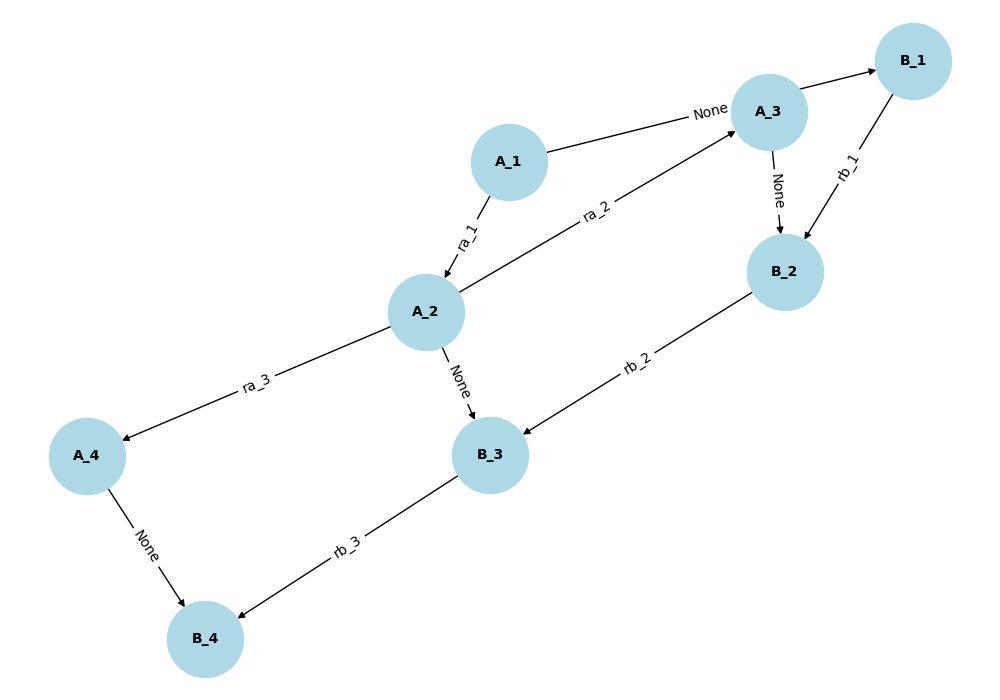 B_1
A_3
None
A_1
rb_1
None
ra_2
ra_1
B_2
A_2
rb_2
ra_3
None
A_4
B_3
None
rb_3
B_4